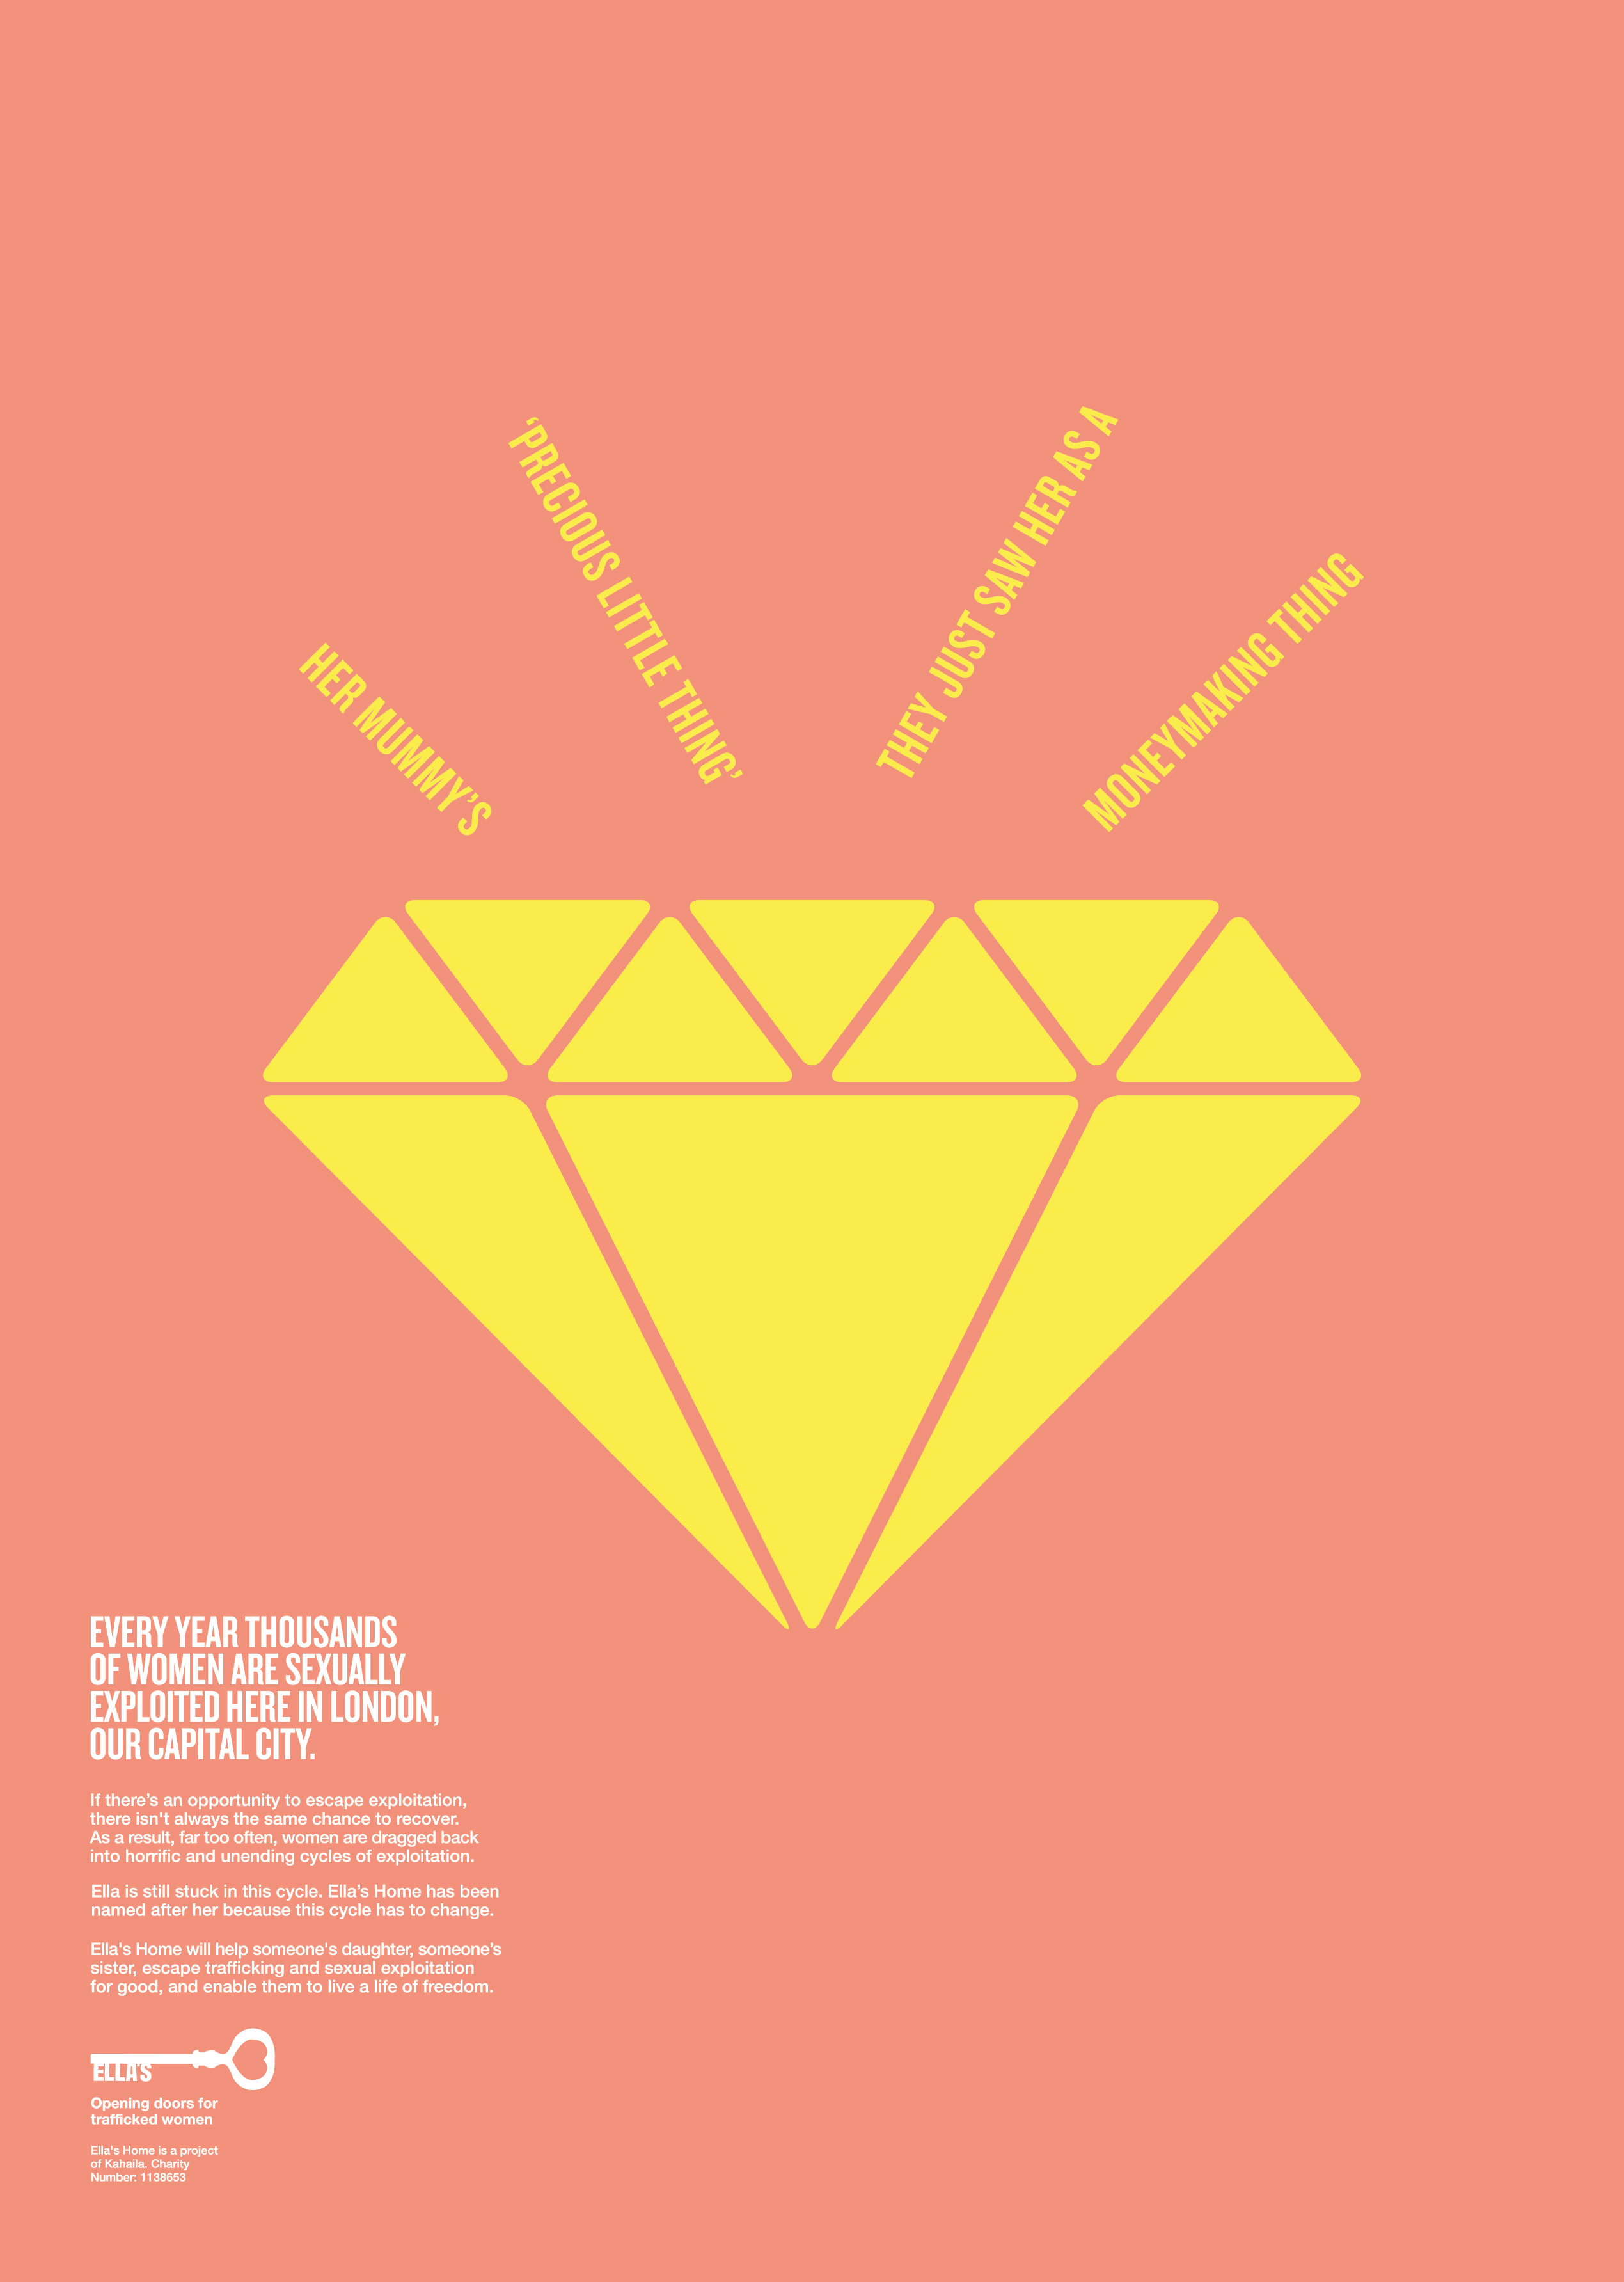 HER MUMMY’S
‘PRECIOUS LITTLE THING’
THEY JUST SAW HER AS A
MONEYMAKING THING
EVERY YEAR THOUSANDS
OF WOMEN ARE SEXUALLY
EXPLOITED HERE IN LONDON,
OUR CAPITAL CITY.
If there’s an opportunity to escape exploitation,
there isn't always the same chance to recover.
As a result, far too often, women are dragged back
into horrific and unending cycles of exploitation.
Ella is still stuck in this cycle. Ella’s Home has been
named after her because this cycle has to change.
Ella's Home will help someone's daughter, someone’s
sister, escape trafficking and sexual exploitation
for good, and enable them to live a life of freedom.
ELLA'S
Opening doors for
trafficked women
Ella's Home is a project
of Kahaila. Charity
Number: 1138653